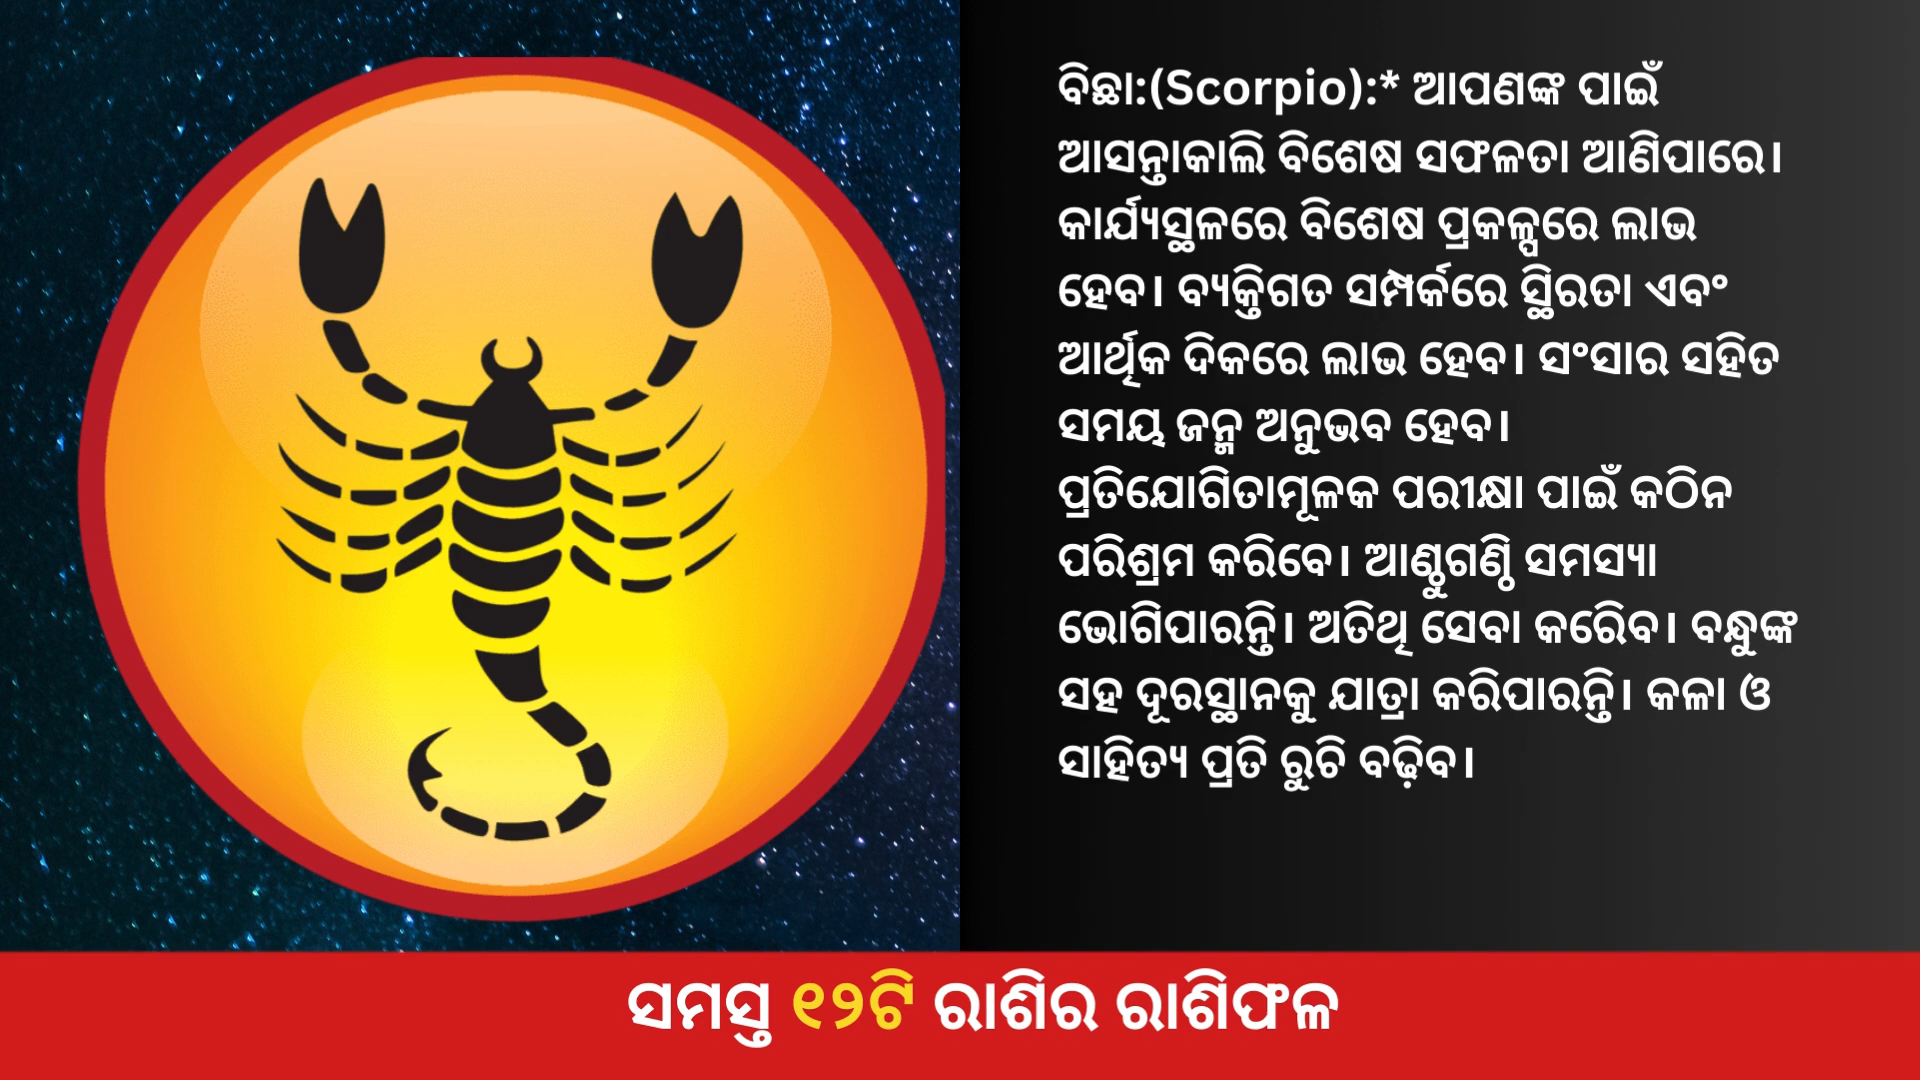 ବିଛା:(Scorpio):* ଆପଣଙ୍କ ପାଇଁ
ଆସନ୍ତାକାଲି ବିଶେଷ ସଫଳତା ଆଣିପାରେ।
କାର୍ଯ୍ୟସ୍ଥଳରେ ବିଶେଷ ପ୍ରକଳ୍ପରେ ଲାଭ
ହେବ। ବ୍ୟକ୍ତିଗତ ସମ୍ପର୍କରେ ସ୍ଥିରତା ଏବଂ
ଆର୍ଥିକ ଦିକରେ ଲାଭ ହେବ। ସଂସାର ସହିତ
ସମୟ ଜନ୍ମ ଅନୁଭବ ହେବ।
ପ୍ରତିଯୋଗିତାମୂଳକ ପରୀକ୍ଷା ପାଇଁ କଠିନ
ପରିଶ୍ରମ କରିବେ। ଆଣ୍ଠୁଗଣ୍ଠି ସମସ୍ୟା
ଭୋଗିପାରନ୍ତି। ଅତିଥି ସେବା କରିେବ। ବନ୍ଧୁଙ୍କ
ସହ ଦୂରସ୍ଥାନକୁ ଯାତ୍ରା କରିପାରନ୍ତି। କଳା ଓ
ସାହିତ୍ୟ ପ୍ରତି ରୁଚି ବଢ଼ିବ।
ସମସ୍ତ ୧୨ଟି ରାଶିର ରାଶିଫଳ